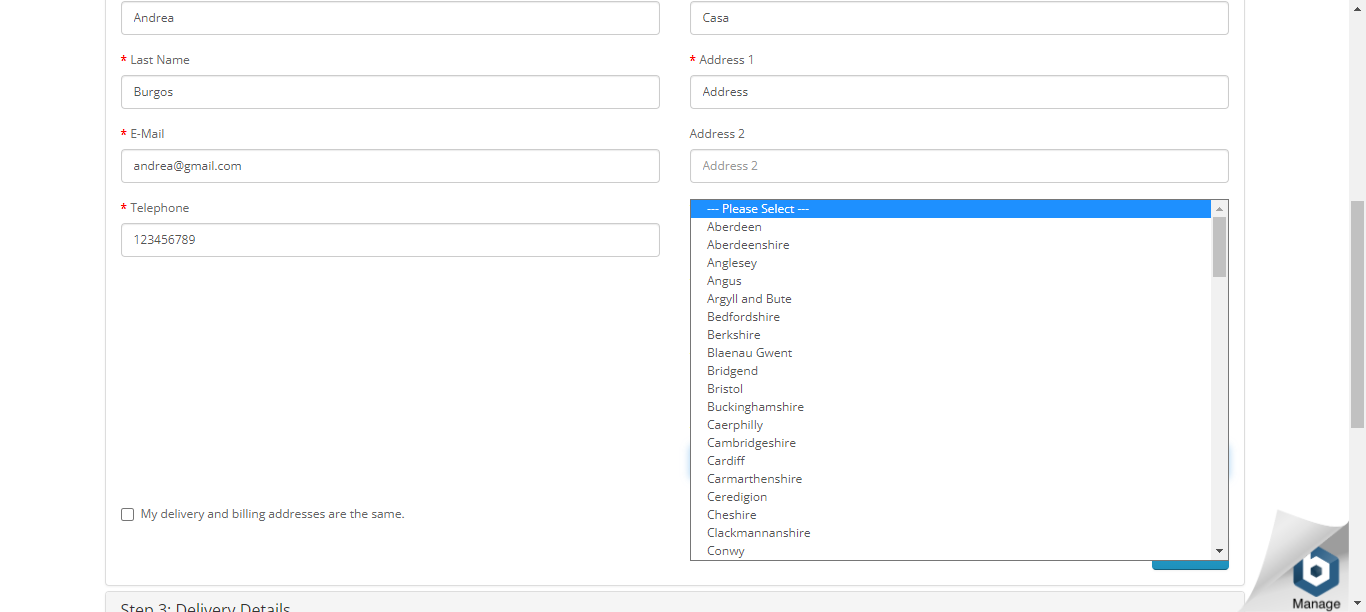 Andrea
Casa
* Last Name
* Address 1
Burgos
Address
* E-Mail
Address 2
andrea@gmail.com
Address 2
* Telephone
--- Please Select ---
123456789
Aberdeen
Aberdeenshire
Anglesey
Angus
Argyll and Bute
Bedfordshire
Berkshire
Blaenau Gwent
Bridgend
Bristol
Buckinghamshire
Caerphilly
Cambridgeshire
Cardiff
Carmarthenshire
Ceredigion
Cheshire
Clackmannanshire
Conwy
My delivery and billing addresses are the same.
Step 3: Delivery Details
b
Manage